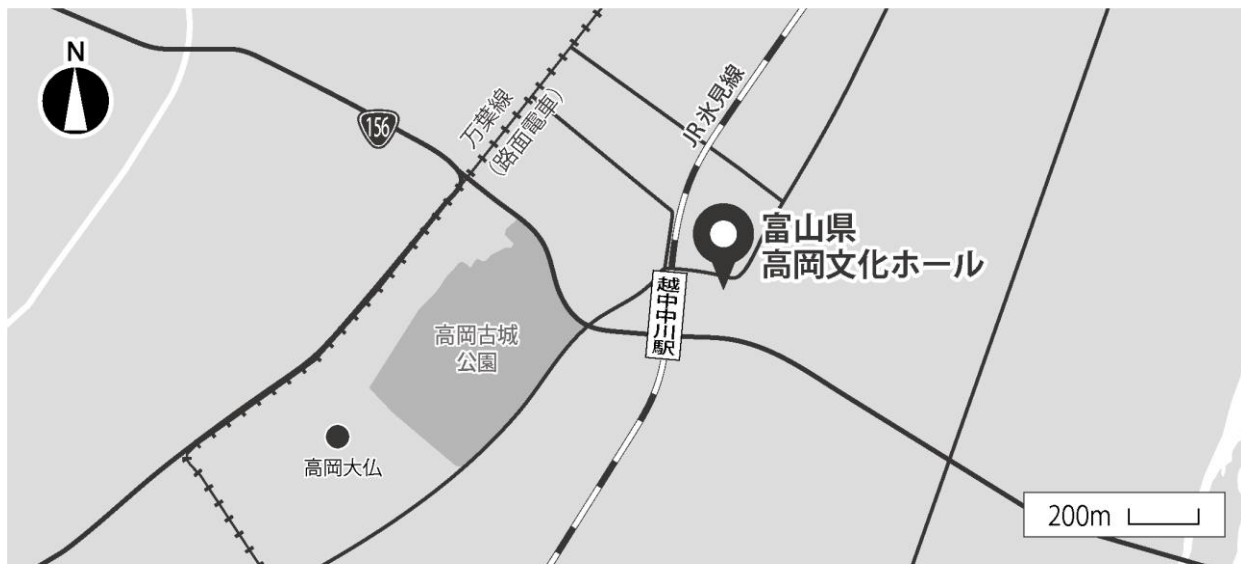 N
156
万葉線
(路面電車)
JR氷見線
富山県
高岡文化ホール
越中中川駅
高岡古城
公園
高岡大仏
200m